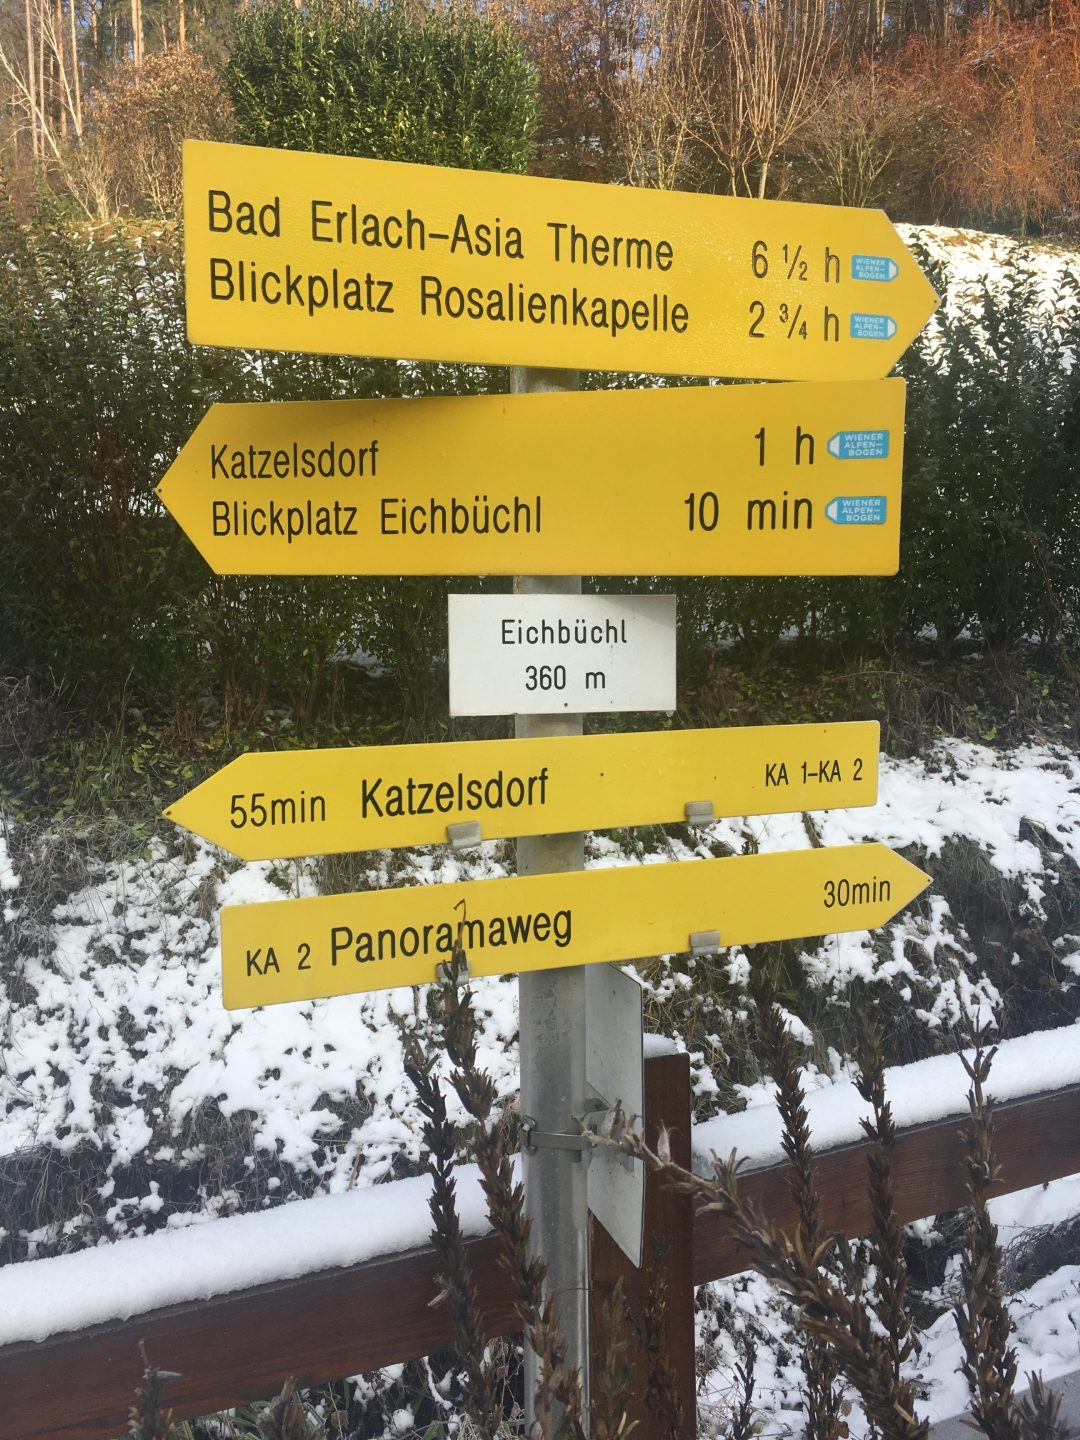 Bad Erlach-Asia Therme 6 ½ h WIENER ALPEN- BOGEN
Blickplatz Rosalienkapelle 2 ¾ h WIENER ALPEN- BOGEN
Katzelsdorf 1 h WIENER ALPEN- BOGEN
Blickplatz Eichbüchl 10 min WIENER ALPEN- BOGEN
Eichbüchl
360 m
55min Katzelsdorf KA 1-KA 2
KA 2 Panoramaweg 30min